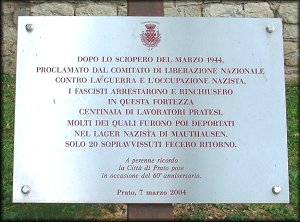 DOPO LO SCIOPERO DEL MARZO 1944,
PROCLAMATO DAL COMITATO DI LIBERAZIONE NAZIONALE
CONTRO LA GUERRA E L'OCCUPAZIONE NAZISTA,
I FASCISTI ARRESTARONO E RINCHIUSERO
IN QUESTA FORTEZZA
CENTINAIA DI LAVORATORI PRATESI,
MOLTI DEI QUALI FURONO POI DEPORTATI
NEL LAGER NAZISTA DI MAUTHAUSEN.
SOLO 20 SOPRAVVISSUTI FECERO RITORNO.
A perenne ricordo
la Città di Prato pose
in occasione del 60° anniversario.
Prato, 7 marzo 2004